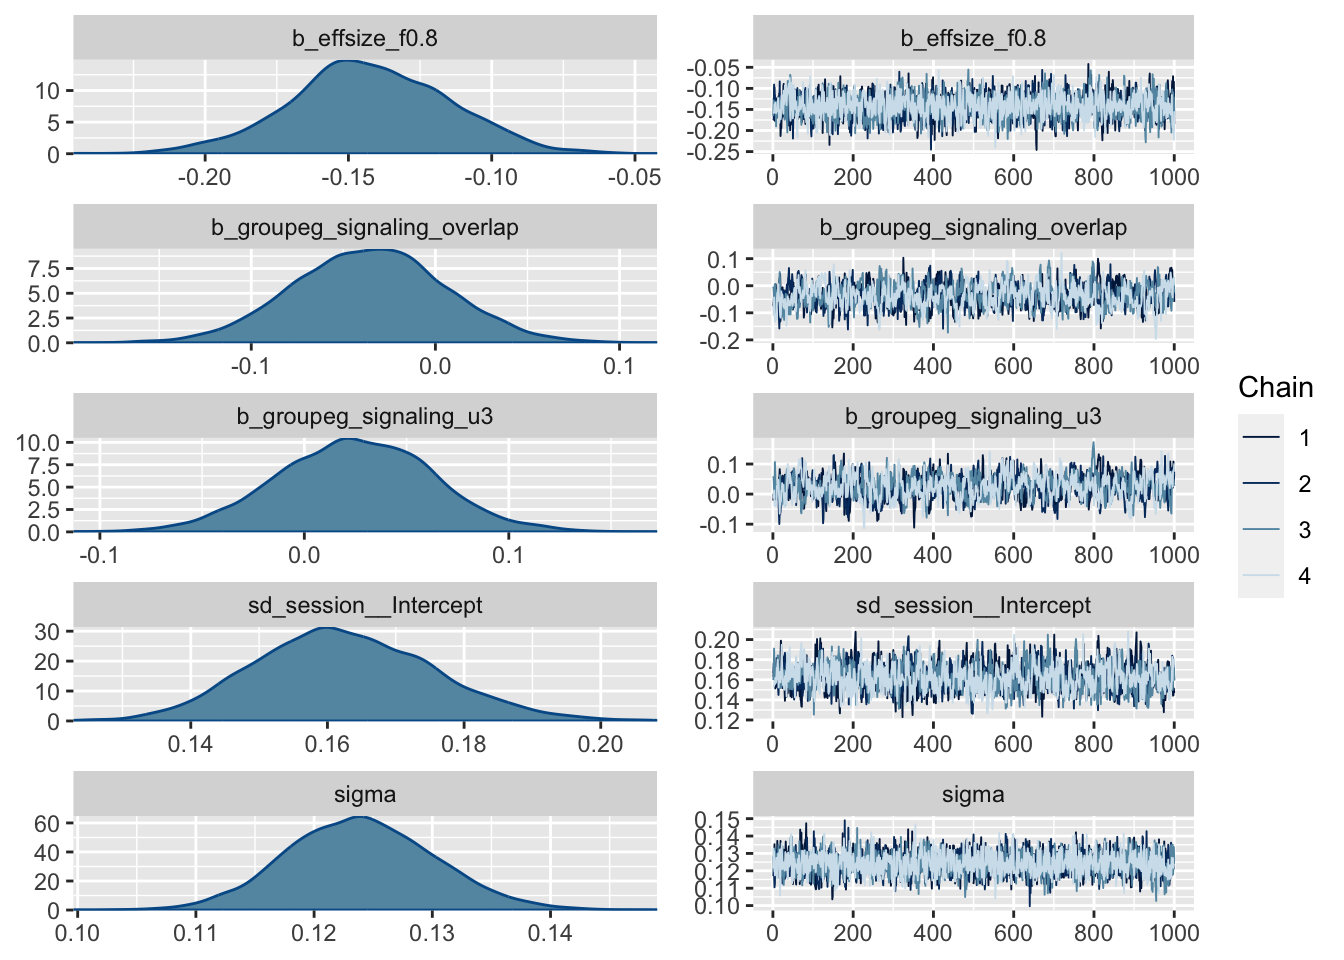 b_effsize_f0.8
10
5
0
-0.20 -0.15 -0.10 -0.05
b_effsize_f0.8
-0.05
-0.10
-0.15
-0.20
-0.25
0 200 400 600 800 1000
b_groupeg_signaling_overlap
7.5
5.0
2.5
0.0
-0.1 0.0 0.1
b_groupeg_signaling_overlap
0.1
0.0
-0.1
-0.2
0 200 400 600 800 1000
b_groupeg_signaling_u3
10.0
7.5
5.0
2.5
0.0
-0.1 0.0 0.1
b_groupeg_signaling_u3
0.1
0.0
-0.1
0 200 400 600 800 1000
sd_session__Intercept
30
20
10
0
0.14 0.16 0.18 0.20
sd_session__Intercept
0.20
0.18
0.16
0.14
0.12
0 200 400 600 800 1000
sigma
60
40
20
0
0.10 0.11 0.12 0.13 0.14
sigma
0.15
0.14
0.13
0.12
0.11
0.10
0 200 400 600 800 1000
Chain
1
2
3
4